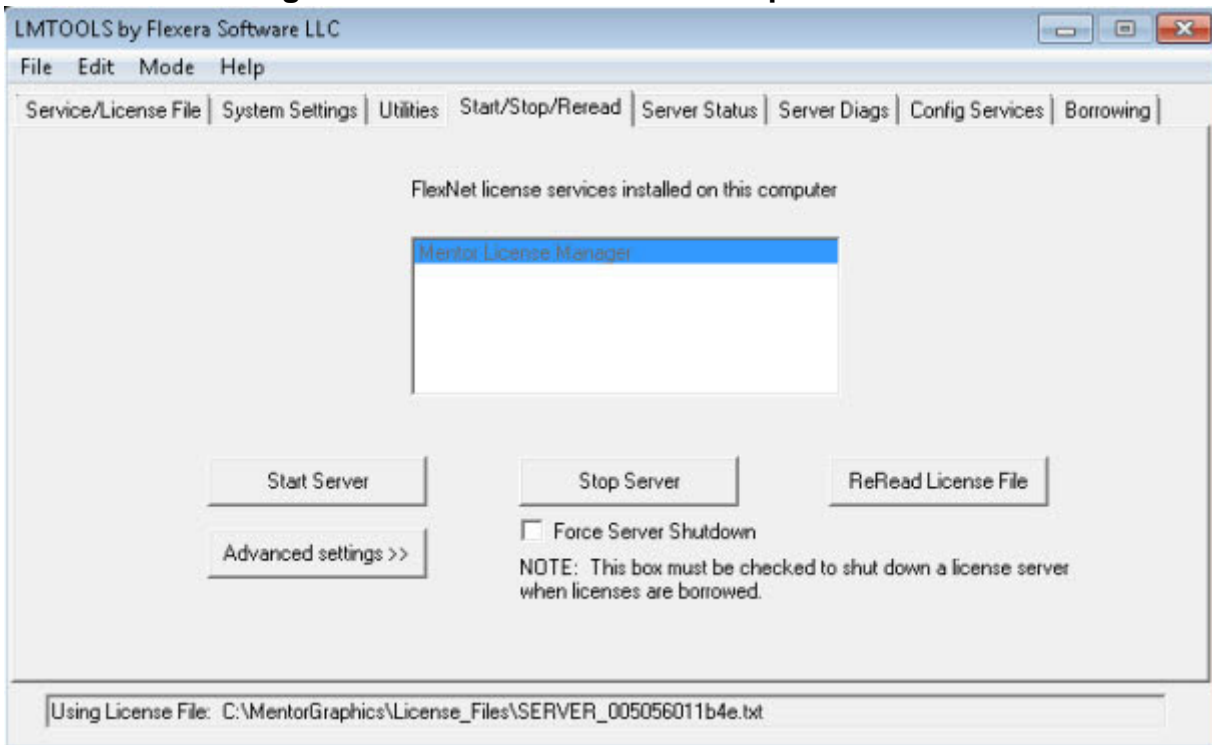 LMTOOLS by Flexera Software LLC
File Edit Mode Help
Service/License File System Settings Utilities Start/Stop/Reread Server Status Server Diags Config Services Borrowing
FlexNet license services installed on this computer
Mentor License Manager
Start Server Stop Server ReRead License File
Advanced settings >> Force Server Shutdown
NOTE: This box must be checked to shut down a license server
when licenses are borrowed.
Using License File: C:\MentorGraphics\License_Files\SERVER_005056011b4e.txt